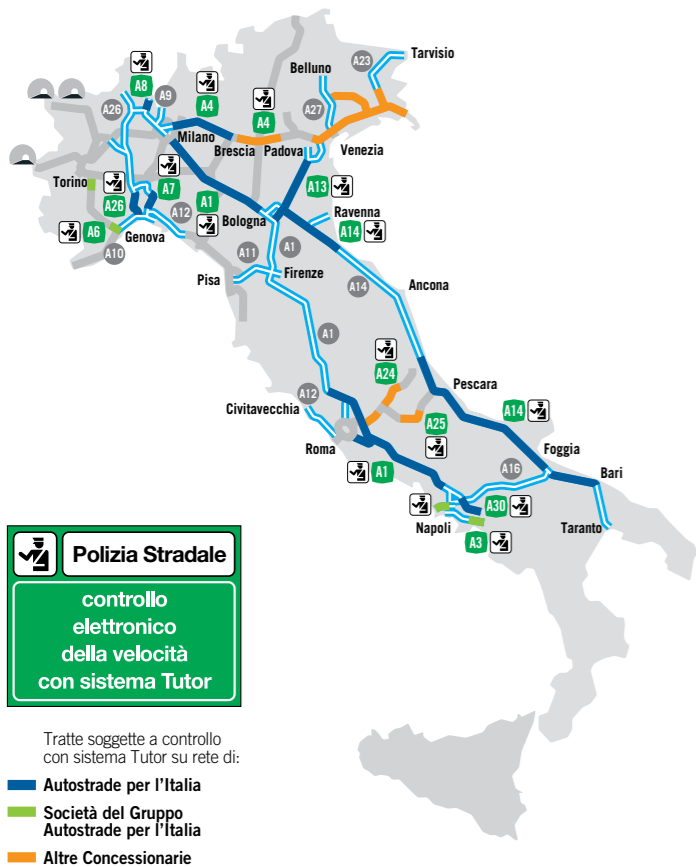 Tarvisio
A23
Belluno
A8
A9
A26
A4
A4
A27
Milano
Brescia
Padova
Venezia
Torino
A26
A7
A1
A13
Ravenna
A6
Genova
A12
Bologna
A14
A10
A11
A1
Pisa
Firenze
A14
Ancona
A1
A24
A12
Civitavecchia
Pescara
A25
A14
Roma
Foggia
A1
A16
Bari
A30
Napoli
Taranto
A3
Polizia Stradale
controllo
elettronico
della velocità
con sistema Tutor
Tratte soggette a controllo
con sistema Tutor su rete di:
Autostrade per l'Italia
Società del Gruppo
Autostrade per l'Italia
Altre Concessionarie